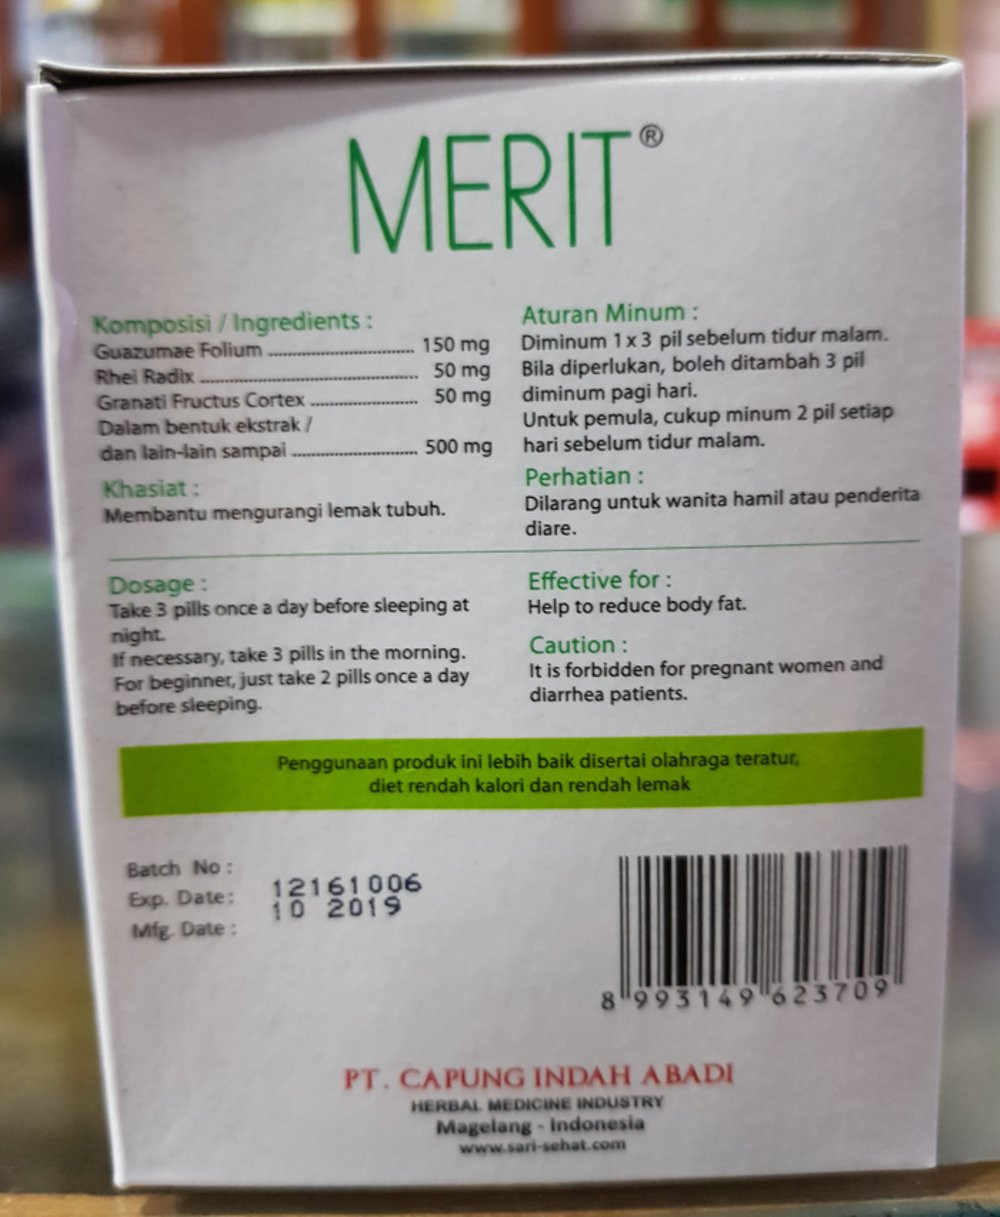 MERIT®
Komposisi / Ingredients :
Guazumae Folium ................................ 150 mg
Rhei Radix ................................................ 50 mg
Granati Fructus Cortex ....................... 50 mg
Dalam bentuk ekstrak /
dan lain-lain sampai ........................... 500 mg
Khasiat :
Membantu mengurangi lemak tubuh.
Aturan Minum :
Diminum 1 x 3 pil sebelum tidur malam.
Bila diperlukan, boleh ditambah 3 pil
diminum pagi hari.
Untuk pemula, cukup minum 2 pil setiap
hari sebelum tidur malam.
Perhatian :
Dilarang untuk wanita hamil atau penderita
diare.
Dosage :
Take 3 pills once a day before sleeping at
night.
If necessary, take 3 pills in the morning.
For beginner, just take 2 pills once a day
before sleeping.
Effective for :
Help to reduce body fat.
Caution :
It is forbidden for pregnant women and
diarrhea patients.
Penggunaan produk ini lebih baik disertai olahraga teratur,
diet rendah kalori dan rendah lemak
Batch No :
Exp. Date :
Mfg. Date :
12161006
10 2019
8 993149 623709
PT. CAPUNG INDAH ABADI
HERBAL MEDICINE INDUSTRY
Magelang - Indonesia
www.sari-sehat.com